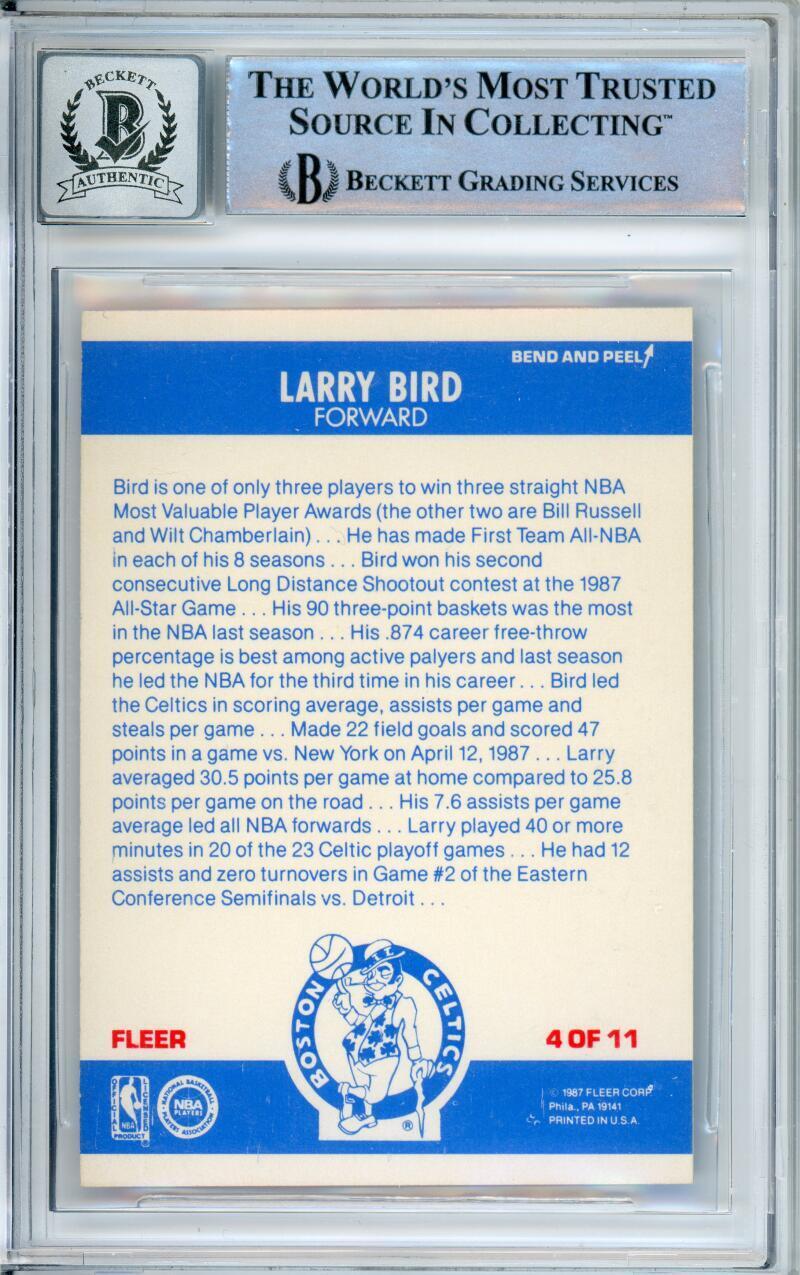 BECKETT
B
AUTHENTIC
THE WORLD'S MOST TRUSTED
SOURCE IN COLLECTING™
B BECKETT GRADING SERVICES
BEND AND PEEL
LARRY BIRD
FORWARD
Bird is one of only three players to win three straight NBA
Most Valuable Player Awards (the other two are Bill Russell
and Wilt Chamberlain) . . . He has made First Team All-NBA
in each of his 8 seasons . . . Bird won his second
consecutive Long Distance Shootout contest at the 1987
All-Star Game . . . His 90 three-point baskets was the most
in the NBA last season . . . His .874 career free-throw
percentage is best among active palyers and last season
he led the NBA for the third time in his career . . . Bird led
the Celtics in scoring average, assists per game and
steals per game . . . Made 22 field goals and scored 47
points in a game vs. New York on April 12, 1987 . . . Larry
averaged 30.5 points per game at home compared to 25.8
points per game on the road . . . His 7.6 assists per game
average led all NBA forwards . . . Larry played 40 or more
minutes in 20 of the 23 Celtic playoff games . . . He had 12
assists and zero turnovers in Game #2 of the Eastern
Conference Semifinals vs. Detroit . . .
BOSTON CELTICS
®
FLEER
4 OF 11
OFFICIAL LICENSED
NBA
PRODUCT
NATIONAL BASKETBALL
NBA
PLAYERS
PLAYERS ASSOCIATION
© 1987 FLEER CORP.
Phila., PA 19141
PRINTED IN U.S.A.